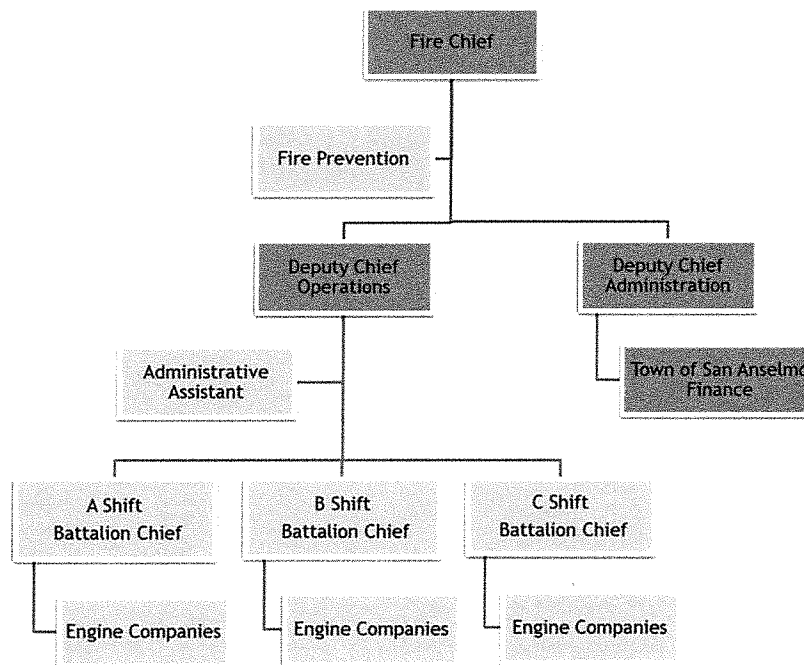 Fire Chief
Fire Prevention
Deputy Chief
Operations
Deputy Chief
Administration
Administrative
Assistant
Town of San Anselmo
Finance
A Shift
Battalion Chief
B Shift
Battalion Chief
C Shift
Battalion Chief
Engine Companies
Engine Companies
Engine Companies